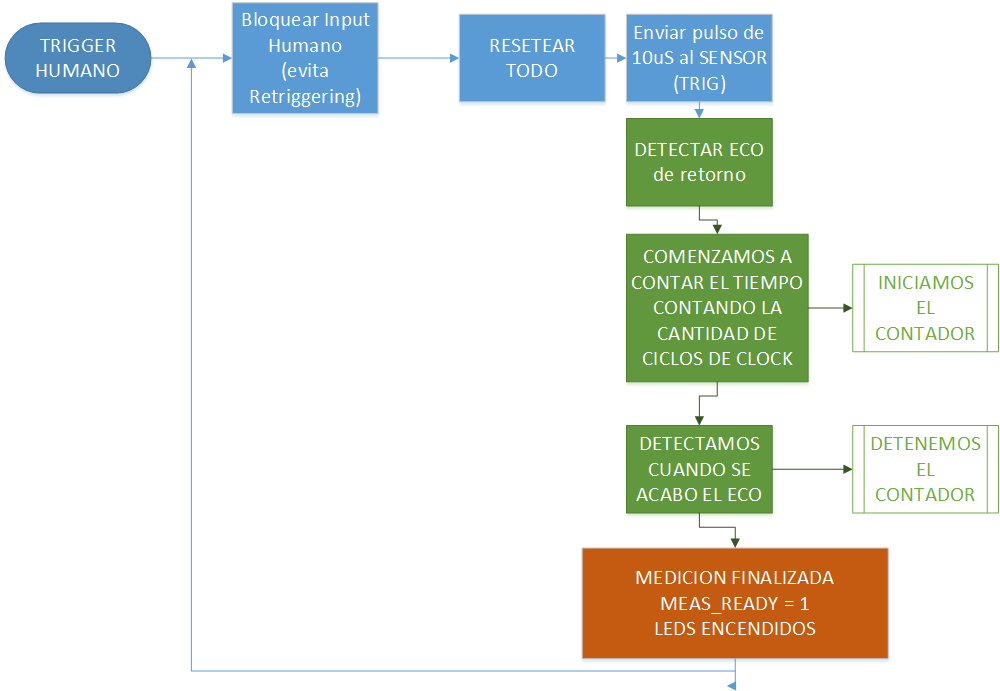 TRIGGER
HUMANO
Bloquear Input
Humano
(evita
Retriggering)
RESETEAR
TODO
Enviar pulso de
10uS al SENSOR
(TRIG)
DETECTAR ECO
de retorno
COMENZAMOS A
CONTAR EL TIEMPO
CONTANDO LA
CANTIDAD DE
CICLOS DE CLOCK
INICIAMOS
EL
CONTADOR
DETECTAMOS
CUANDO SE
ACABO EL ECO
DETENEMOS
EL
CONTADOR
MEDICION FINALIZADA
MEAS_READY = 1
LEDS ENCENDIDOS